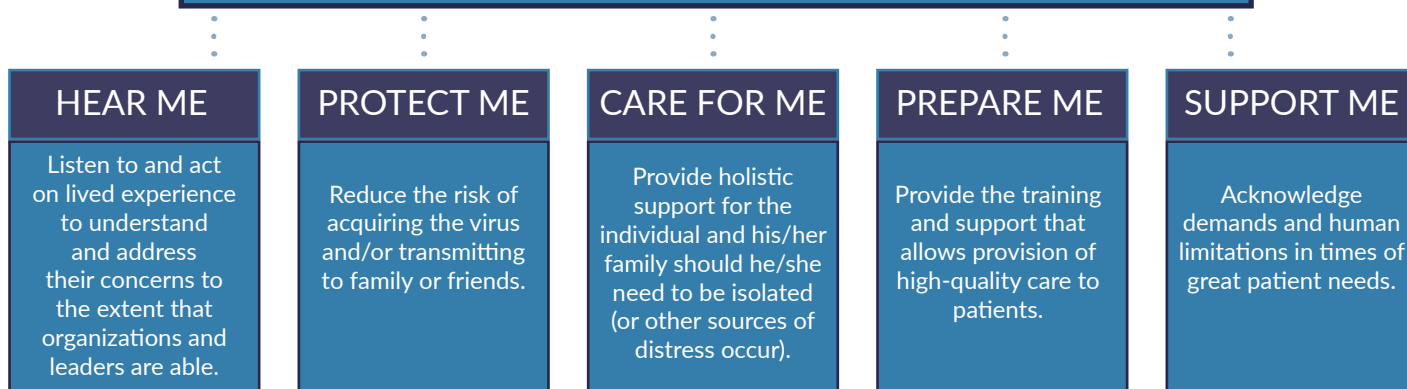 HEAR ME
Listen to and act
on lived experience
to understand
and address
their concerns to
the extent that
organizations and
leaders are able.
PROTECT ME
Reduce the risk of
acquiring the virus
and/or transmitting
to family or friends.
CARE FOR ME
Provide holistic
support for the
individual and his/her
family should he/she
need to be isolated
(or other sources of
distress occur).
PREPARE ME
Provide the training
and support that
allows provision of
high-quality care to
patients.
SUPPORT ME
Acknowledge
demands and human
limitations in times of
great patient needs.